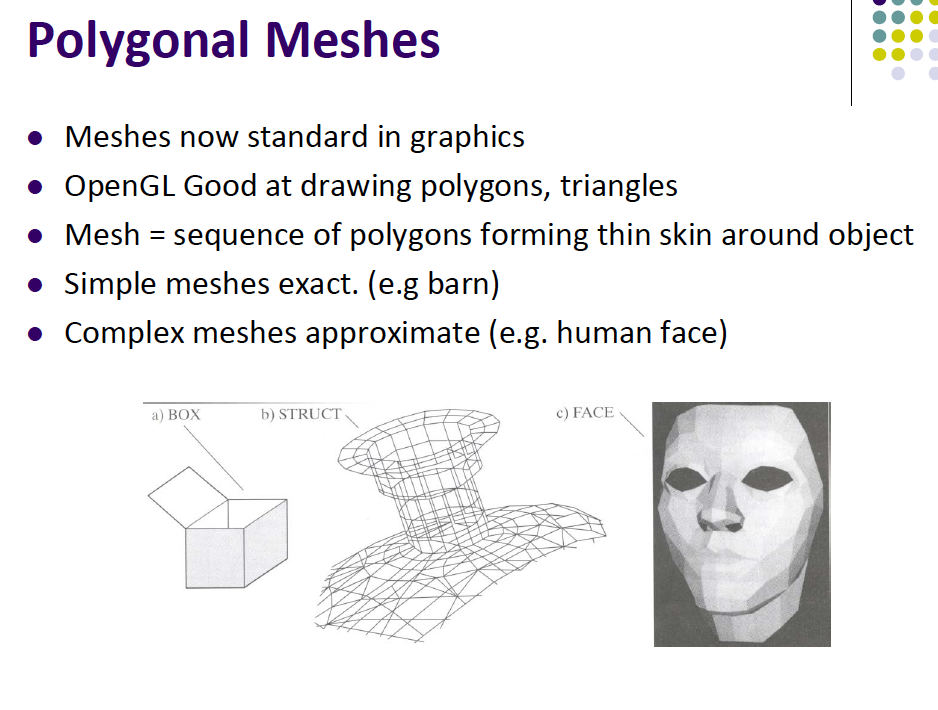 Polygonal Meshes
Meshes now standard in graphics
OpenGL Good at drawing polygons, triangles
Mesh = sequence of polygons forming thin skin around object
Simple meshes exact. (e.g barn)
Complex meshes approximate (e.g. human face)
a) BOX
b) STRUCT
c) FACE